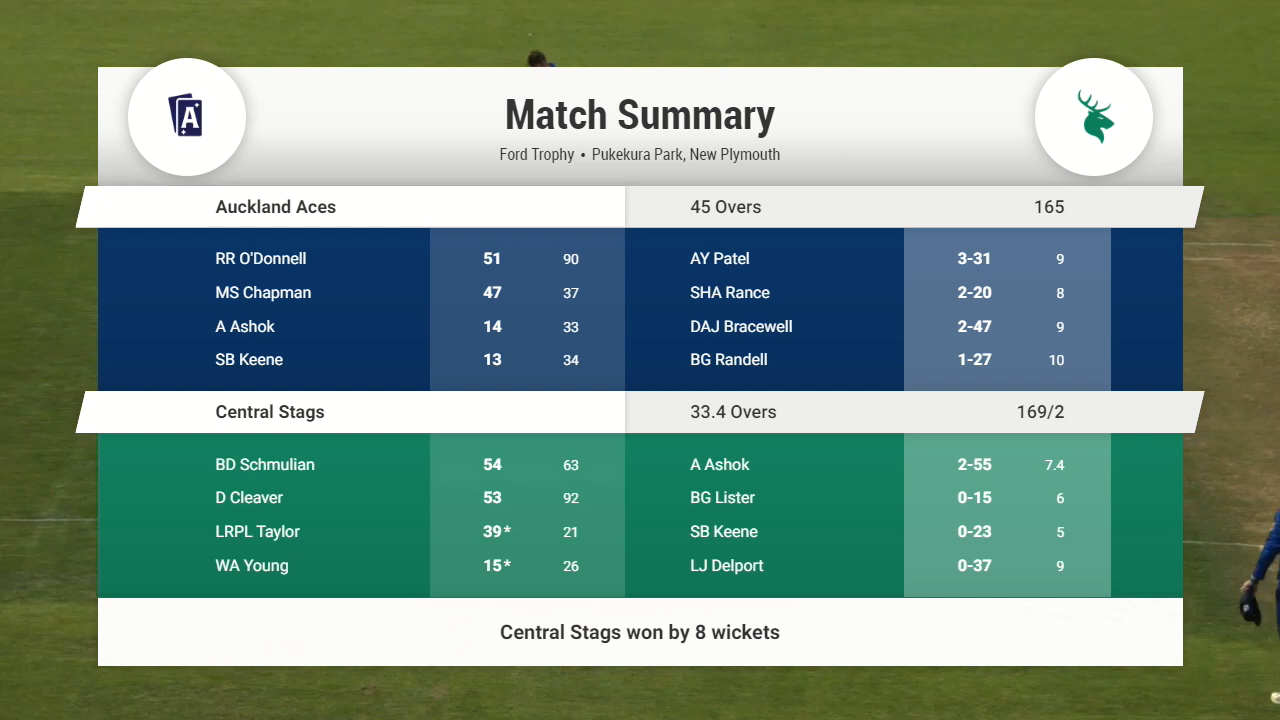 A
Match Summary
Ford Trophy • Pukekura Park, New Plymouth
Auckland Aces 45 Overs 165
RR O'Donnell 51 90 AY Patel 3-31 9
MS Chapman 47 37 SHA Rance 2-20 8
A Ashok 14 33 DAJ Bracewell 2-47 9
SB Keene 13 34 BG Randell 1-27 10
Central Stags 33.4 Overs 169/2
BD Schmulian 54 63 A Ashok 2-55 7.4
D Cleaver 53 92 BG Lister 0-15 6
LRPL Taylor 39* 21 SB Keene 0-23 5
WA Young 15* 26 LJ Delport 0-37 9
Central Stags won by 8 wickets